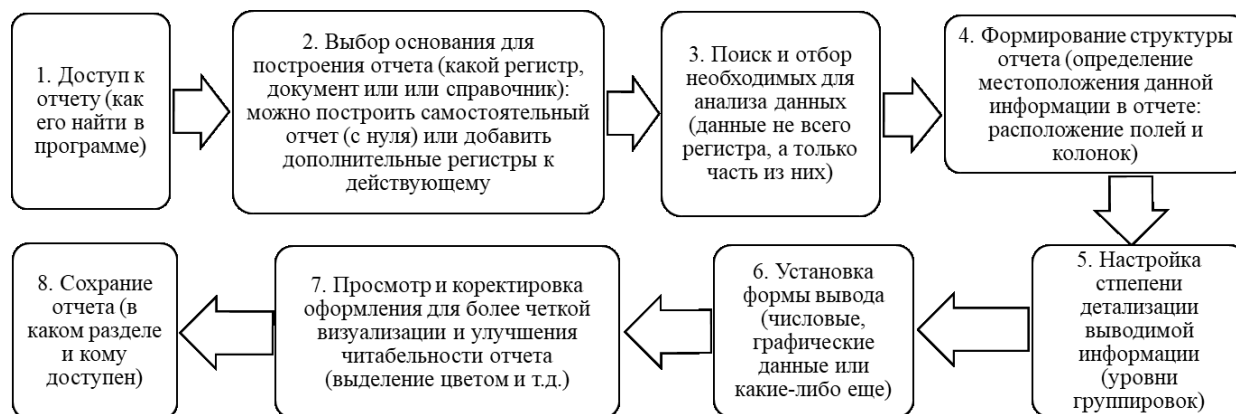 1. Доступ к
отчету (как
его найти в
программе)
2. Выбор основания для
построения отчета (какой регистр,
документ или или справочник):
можно построить самостоятельный
отчет (с нуля) или добавить
дополнительные регистры к
действующему
3. Поиск и отбор
необходимых для
анализа данных
(данные не всего
регистра, а только
часть из них)
4. Формирование структуры
отчета (определение
местоположения данной
информации в отчете:
расположение полей и
колонок)
5. Настройка
стпепени
детализации
выводимой
информации
(уровни
группировок)
6. Установка
формы вывода
(числовые,
графические
данные или
какие-либо еще)
7. Просмотр и коректировка
оформления для более четкой
визуализации и улучшения
читабельности отчета
(выделение цветом и т.д.)
8. Сохрание
отчета (в
каком разделе
и кому
доступен)